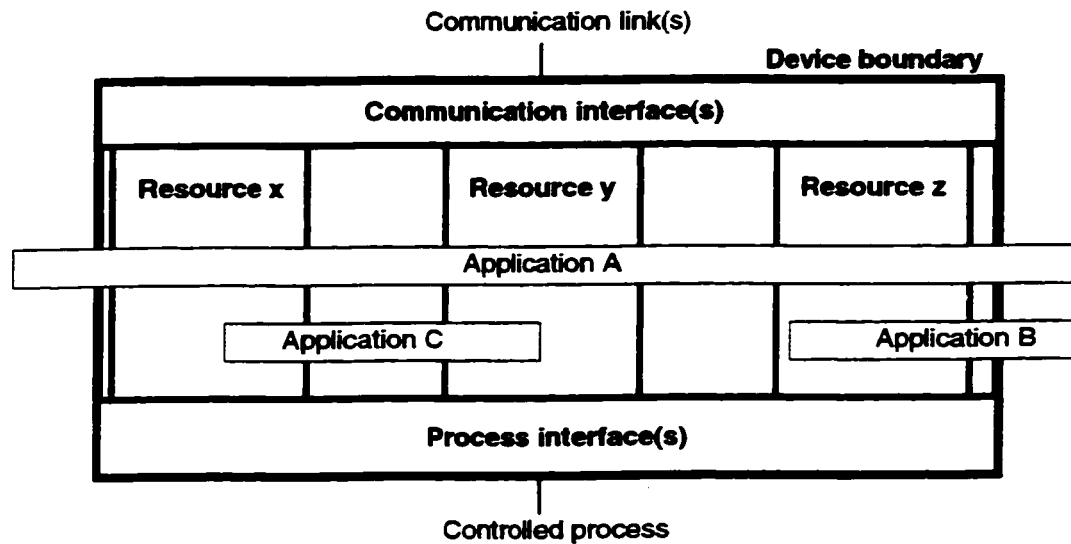 Communication link(s)
Device boundary
Communication interface(s)
Resource x
Resource y
Resource z
Application A
Application C
Application B
Process interface(s)
Controlled process